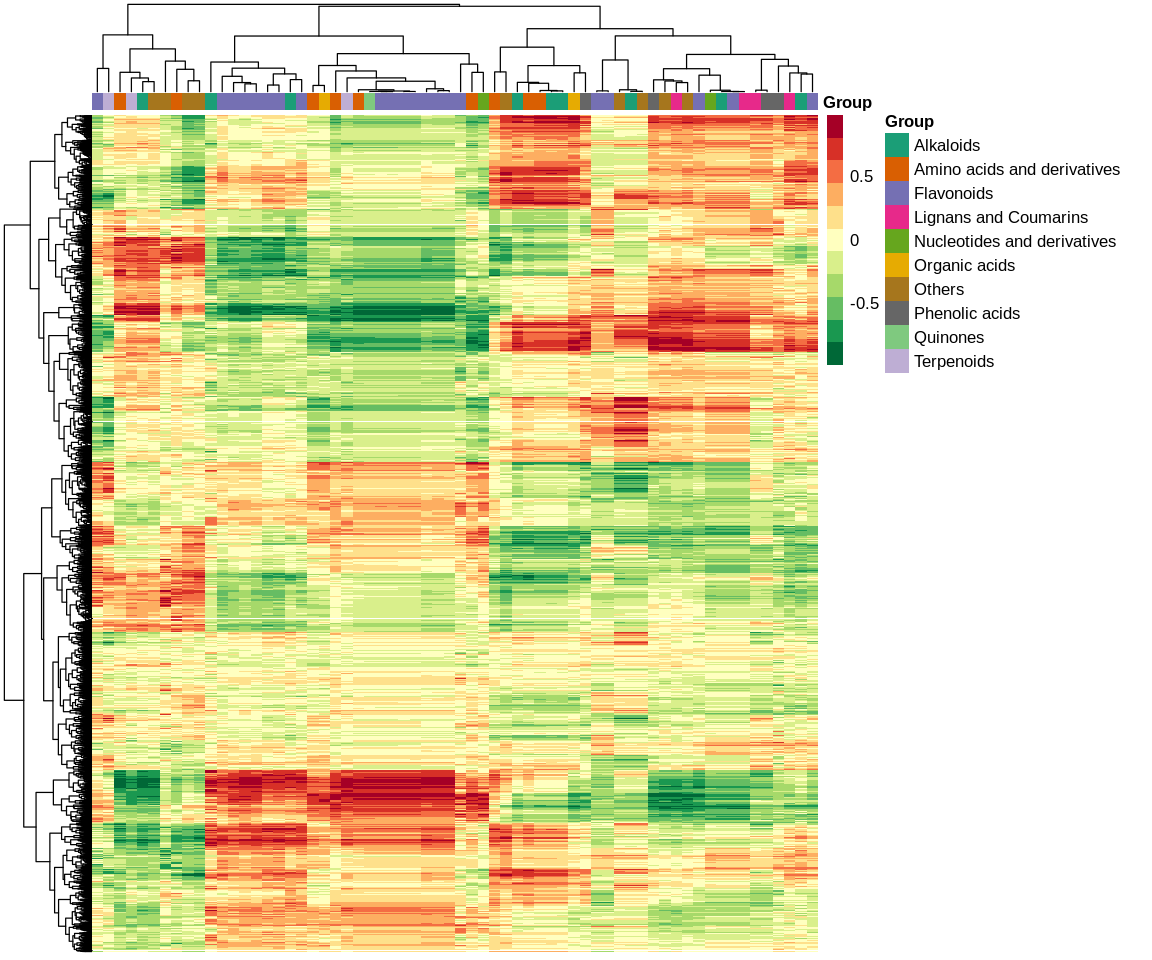 Group
Group
Alkaloids
0.5
Amino acids and derivatives
Flavonoids
Lignans and Coumarins
0
Nucleotides and derivatives
Organic acids
Others
-0.5
Phenolic acids
Quinones
Terpenoids